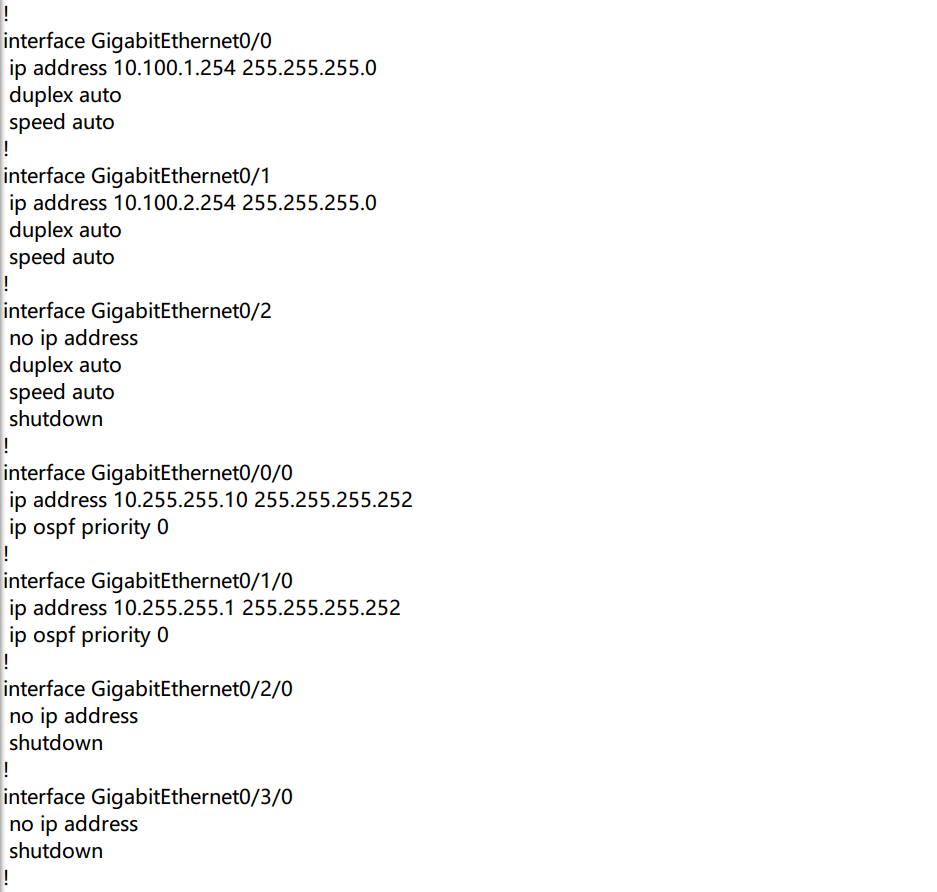 !
interface GigabitEthernet0/0
 ip address 10.100.1.254 255.255.255.0
 duplex auto
 speed auto
!
interface GigabitEthernet0/1
 ip address 10.100.2.254 255.255.255.0
 duplex auto
 speed auto
!
interface GigabitEthernet0/2
 no ip address
 duplex auto
 speed auto
 shutdown
!
interface GigabitEthernet0/0/0
 ip address 10.255.255.10 255.255.255.252
 ip ospf priority 0
!
interface GigabitEthernet0/1/0
 ip address 10.255.255.1 255.255.255.252
 ip ospf priority 0
!
interface GigabitEthernet0/2/0
 no ip address
 shutdown
!
interface GigabitEthernet0/3/0
 no ip address
 shutdown
!